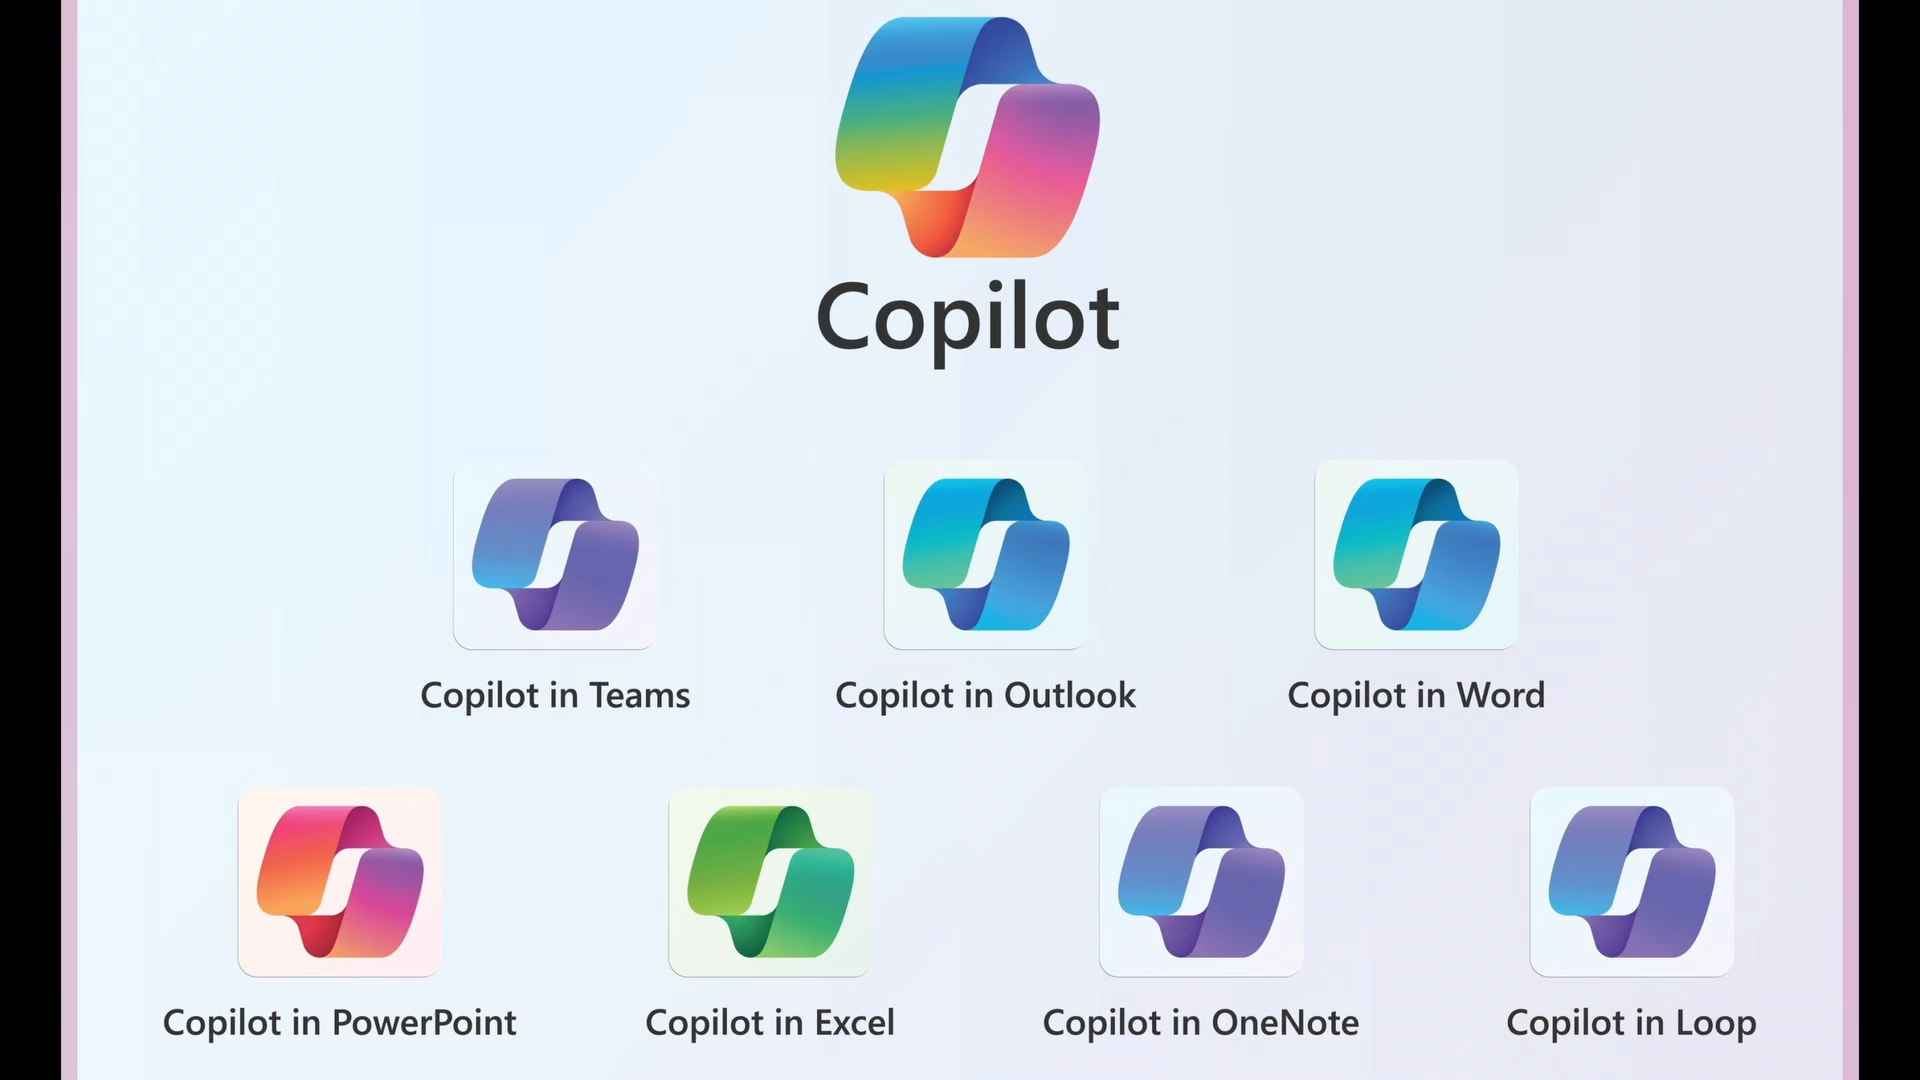 Copilot
Copilot in Teams
Copilot in Outlook
Copilot in Word
Copilot in PowerPoint
Copilot in Excel
Copilot in OneNote
Copilot in Loop